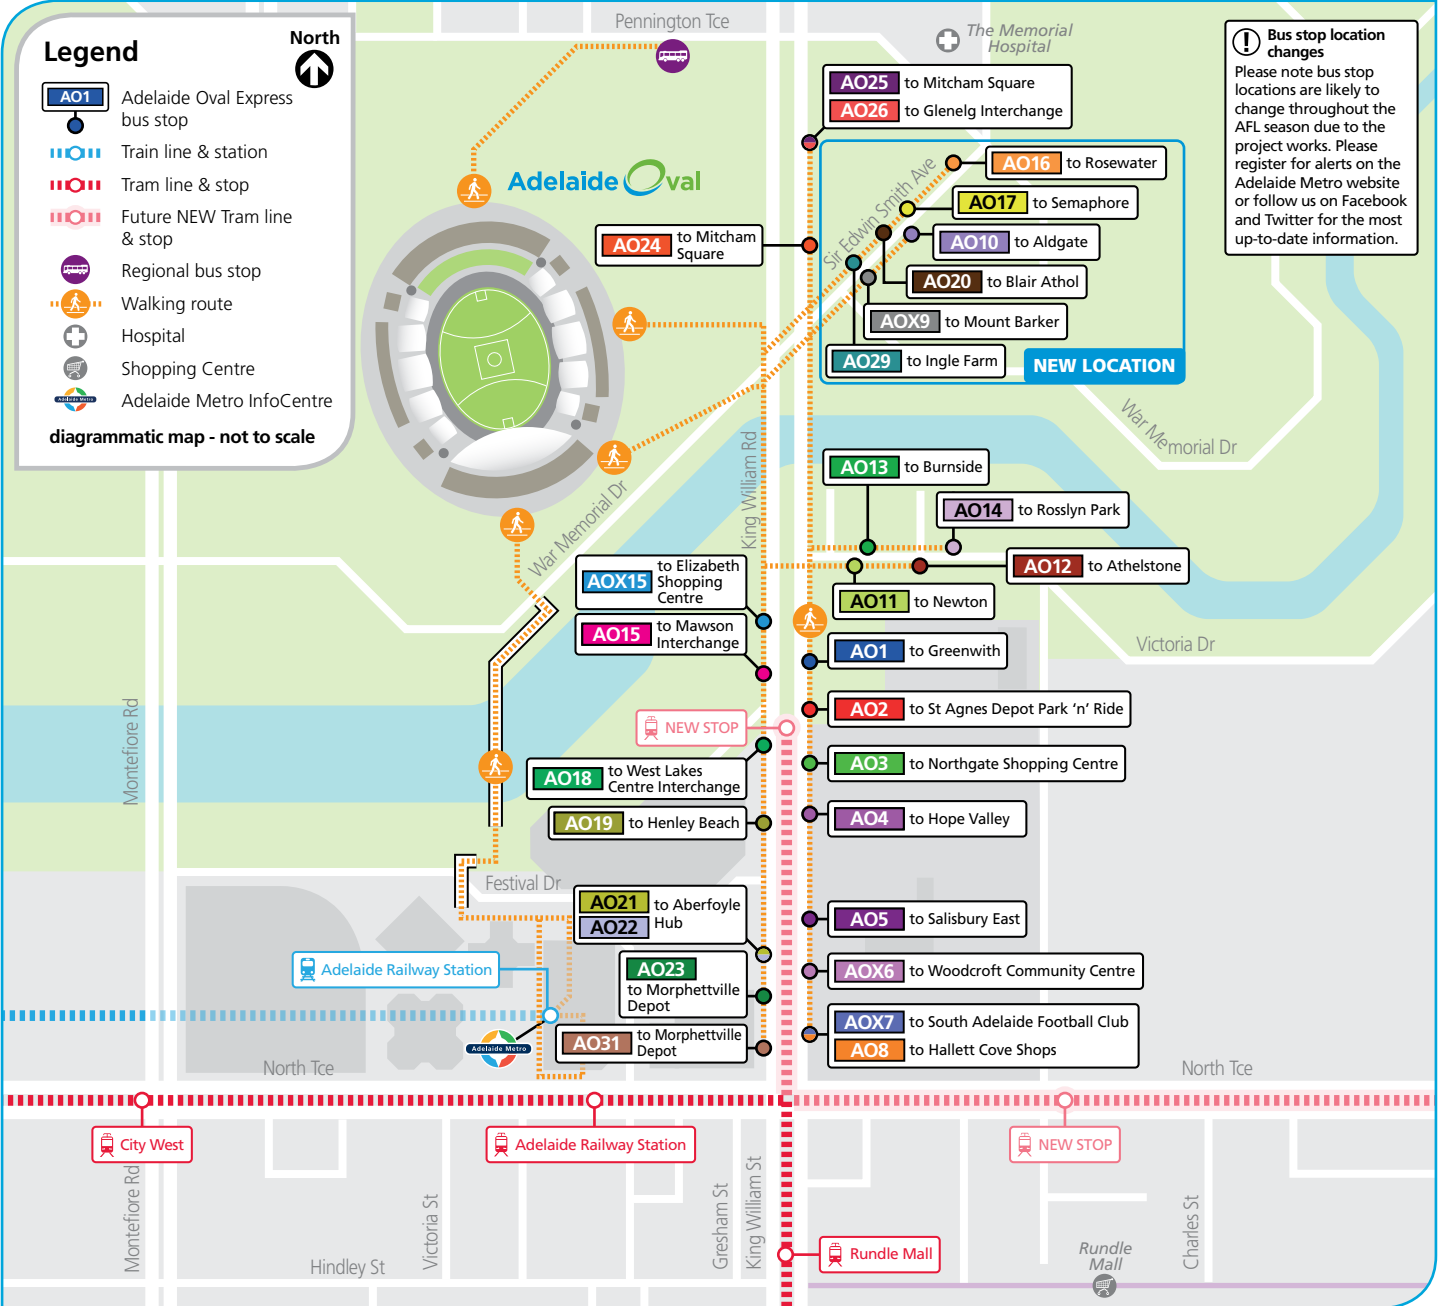 Legend
North
AO1
Adelaide Oval Express
bus stop
Train line & station
Tram line & stop
Future NEW Tram line
& stop
Regional bus stop
Walking route
Hospital
Shopping Centre
Adelaide Metro
Adelaide Metro InfoCentre
diagrammatic map - not to scale
Pennington Tce
The Memorial
Hospital
! Bus stop location
changes
Please note bus stop
locations are likely to
change throughout the
AFL season due to the
project works. Please
register for alerts on the
Adelaide Metro website
or follow us on Facebook
and Twitter for the most
up-to-date information.
AO25 to Mitcham Square
AO26 to Glenelg Interchange
Adelaide Oval
Sir Edwin Smith Ave
AO16 to Rosewater
AO17 to Semaphore
AO24 to Mitcham
Square
AO10 to Aldgate
AO20 to Blair Athol
AOX9 to Mount Barker
AO29 to Ingle Farm
NEW LOCATION
War Memorial Dr
King William Rd
War Memorial Dr
AO13 to Burnside
AO14 to Rosslyn Park
AO12 to Athelstone
AO11 to Newton
AOX15 to Elizabeth
Shopping
Centre
AO15 to Mawson
Interchange
AO1 to Greenwith
Victoria Dr
AO2 to St Agnes Depot Park ‘n’ Ride
NEW STOP
Montefiore Rd
AO18 to West Lakes
Centre Interchange
AO3 to Northgate Shopping Centre
AO19 to Henley Beach
AO4 to Hope Valley
Festival Dr
AO21 to Aberfoyle
AO22 Hub
AO5 to Salisbury East
Adelaide Railway Station
AO23
to Morphettville
Depot
AOX6 to Woodcroft Community Centre
Adelaide Metro
AO31 to Morphettville
Depot
AOX7 to South Adelaide Football Club
AO8 to Hallett Cove Shops
North Tce
North Tce
City West
Adelaide Railway Station
NEW STOP
Montefiore Rd
Victoria St
Gresham St
King William St
Charles St
Rundle Mall
Rundle
Mall
Hindley St